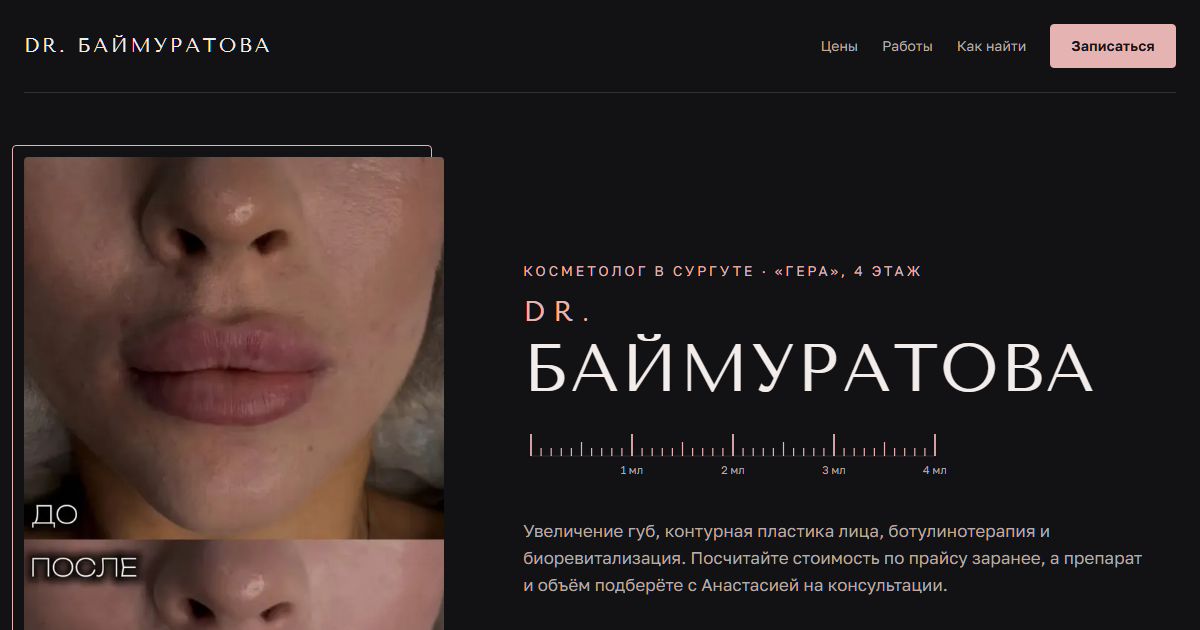 DR. БАЙМУРАТОВА
Цены
Работы
Как найти
Записаться
ДО
ПОСЛЕ
КОСМЕТОЛОГ В СУРГУТЕ · «ГЕРА», 4 ЭТАЖ
DR.
БАЙМУРАТОВА
1 мл 2 мл 3 мл 4 мл
Увеличение губ, контурная пластика лица, ботулинотерапия и
биоревитализация. Посчитайте стоимость по прайсу заранее, а препарат
и объём подберёте с Анастасией на консультации.